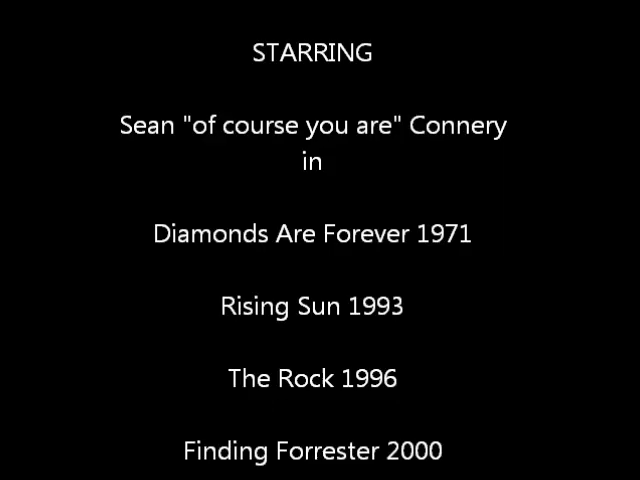 STARRING
Sean "of course you are" Connery
in
Diamonds Are Forever 1971
Rising Sun 1993
The Rock 1996
Finding Forrester 2000